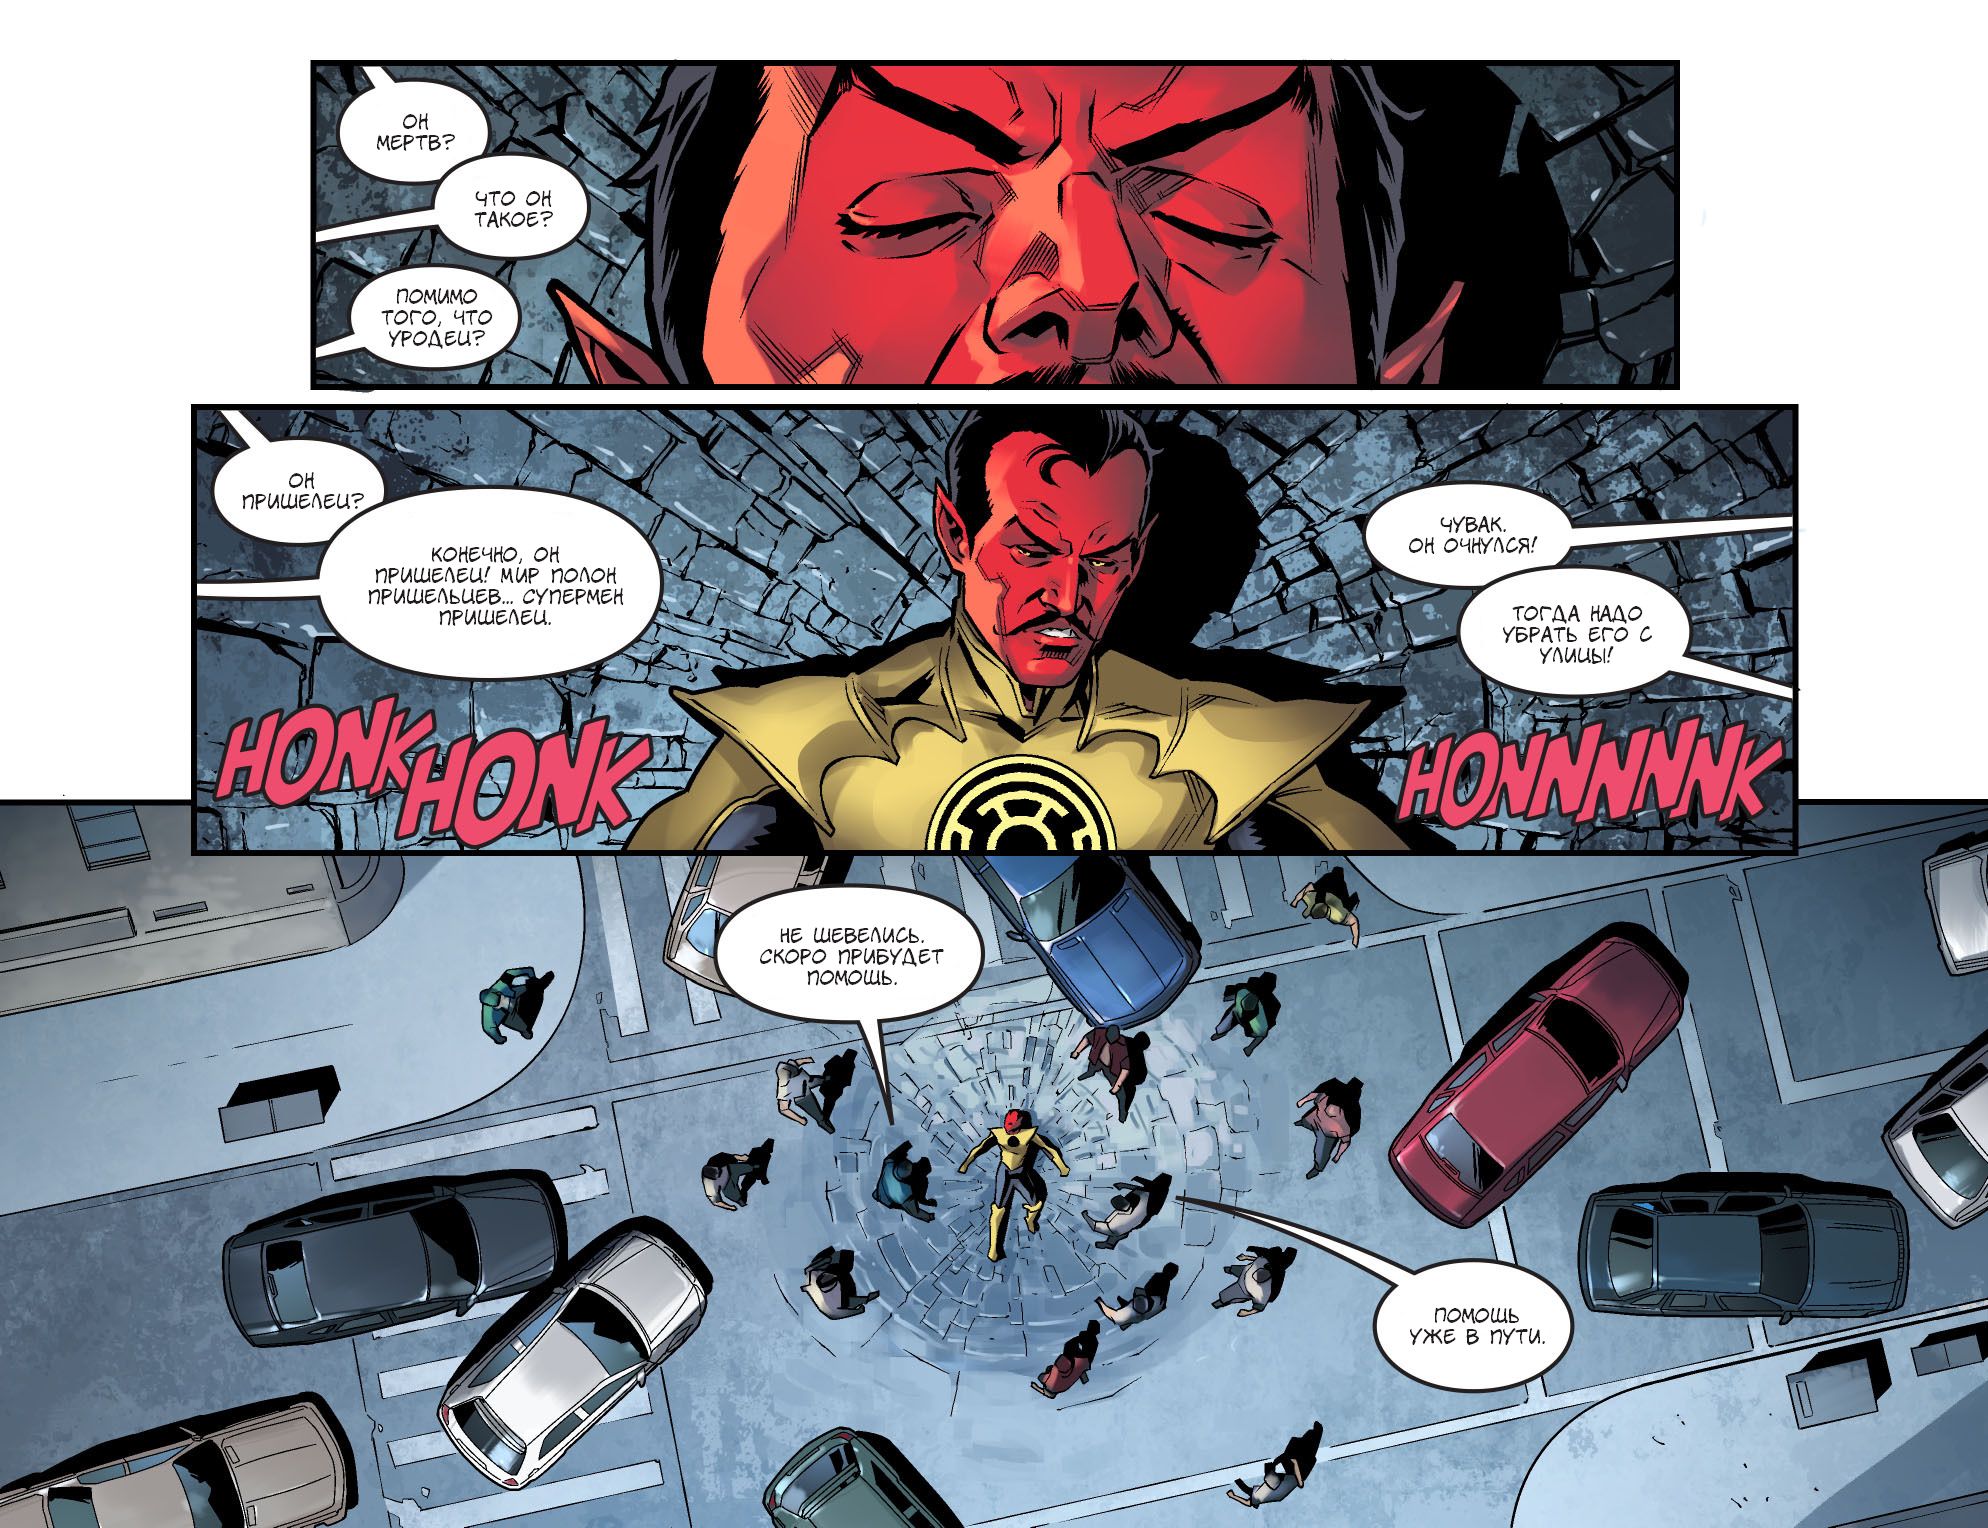 ОН
МЕРТВ?
ЧТО ОН
ТАКОЕ?
ПОМИМО
ТОГО, ЧТО
УРОДЕЦ?
ОН
ПРИШЕЛЕЦ?
КОНЕЧНО, ОН
ПРИШЕЛЕЦ! МИР ПОЛОН
ПРИШЕЛЬЦЕВ... СУПЕРМЕН
ПРИШЕЛЕЦ.
ЧУВАК.
ОН ОЧНУЛСЯ!
ТОГДА НАДО
УБРАТЬ ЕГО С
УЛИЦЫ!
HONK
HONK
HONNNNNNK
НЕ ШЕВЕЛИСЬ.
СКОРО ПРИБУДЕТ
ПОМОЩЬ.
ПОМОЩЬ
УЖЕ В ПУТИ.